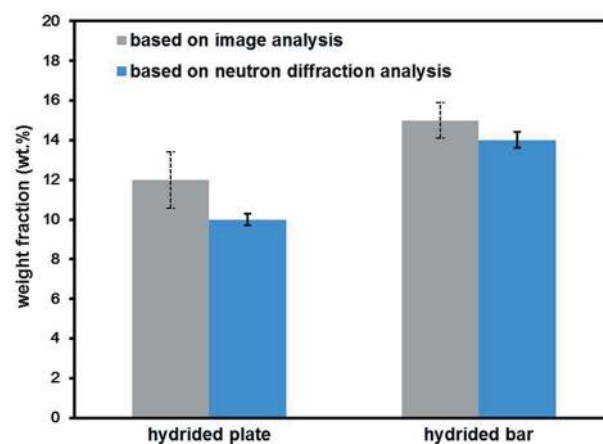 20
18
16
14
12
10
8
6
4
2
0
weight fraction (wt.%)
based on image analysis
based on neutron diffraction analysis
hydrided plate
hydrided bar